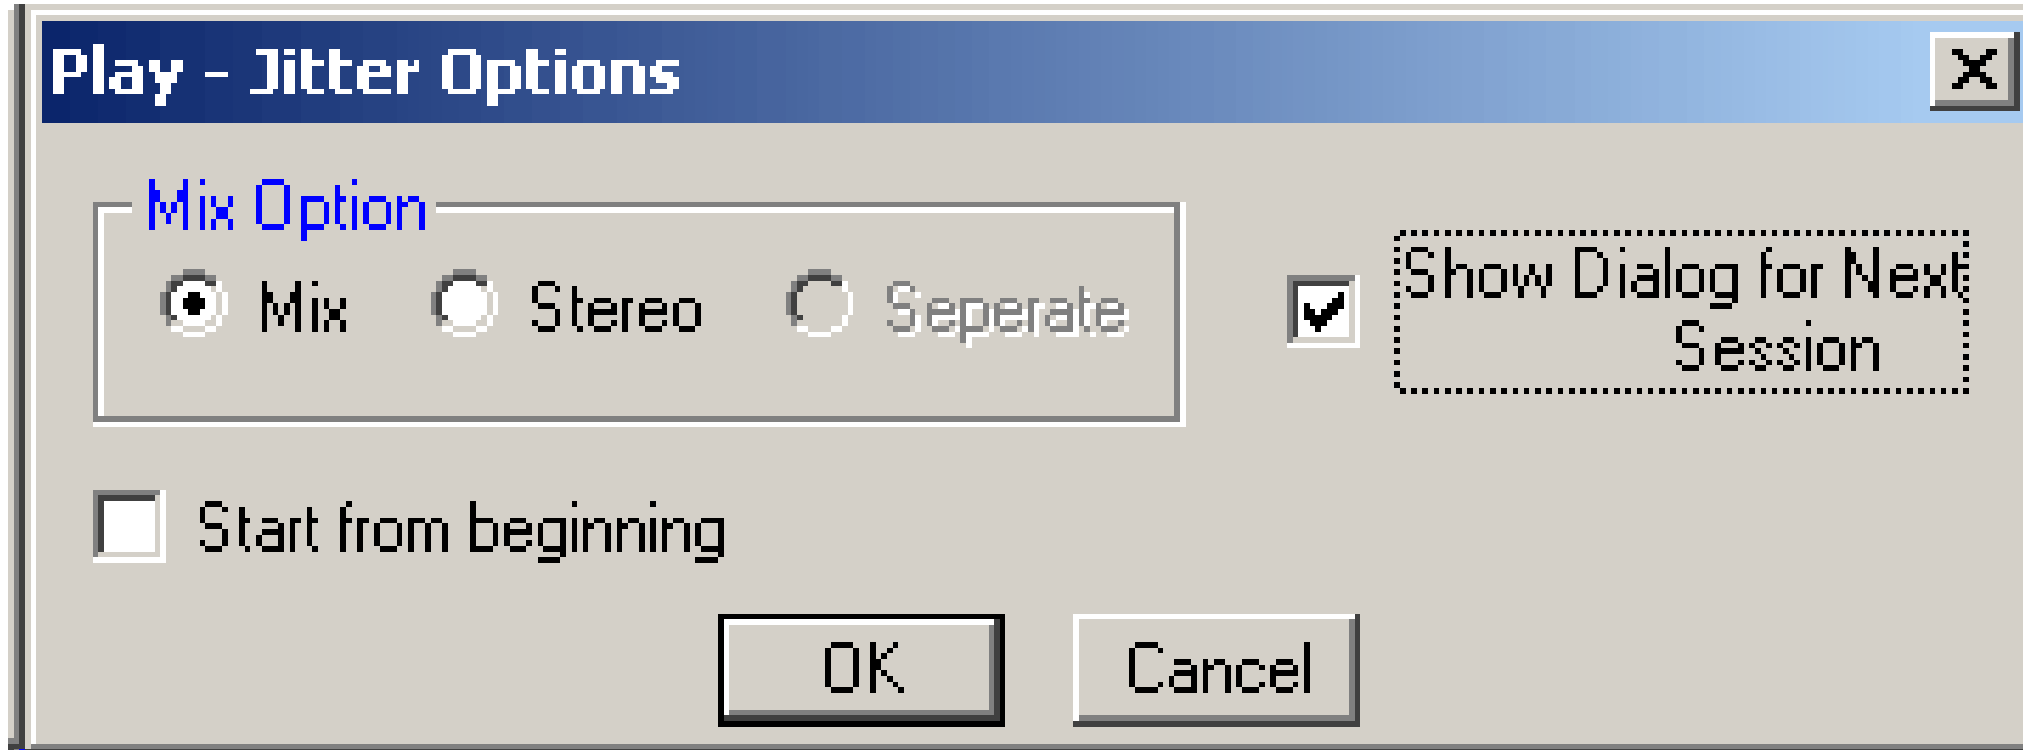 Play - Jitter Options
Mix Option
Mix Stereo Seperate
Show Dialog for Next
Session
Start from beginning
OK Cancel